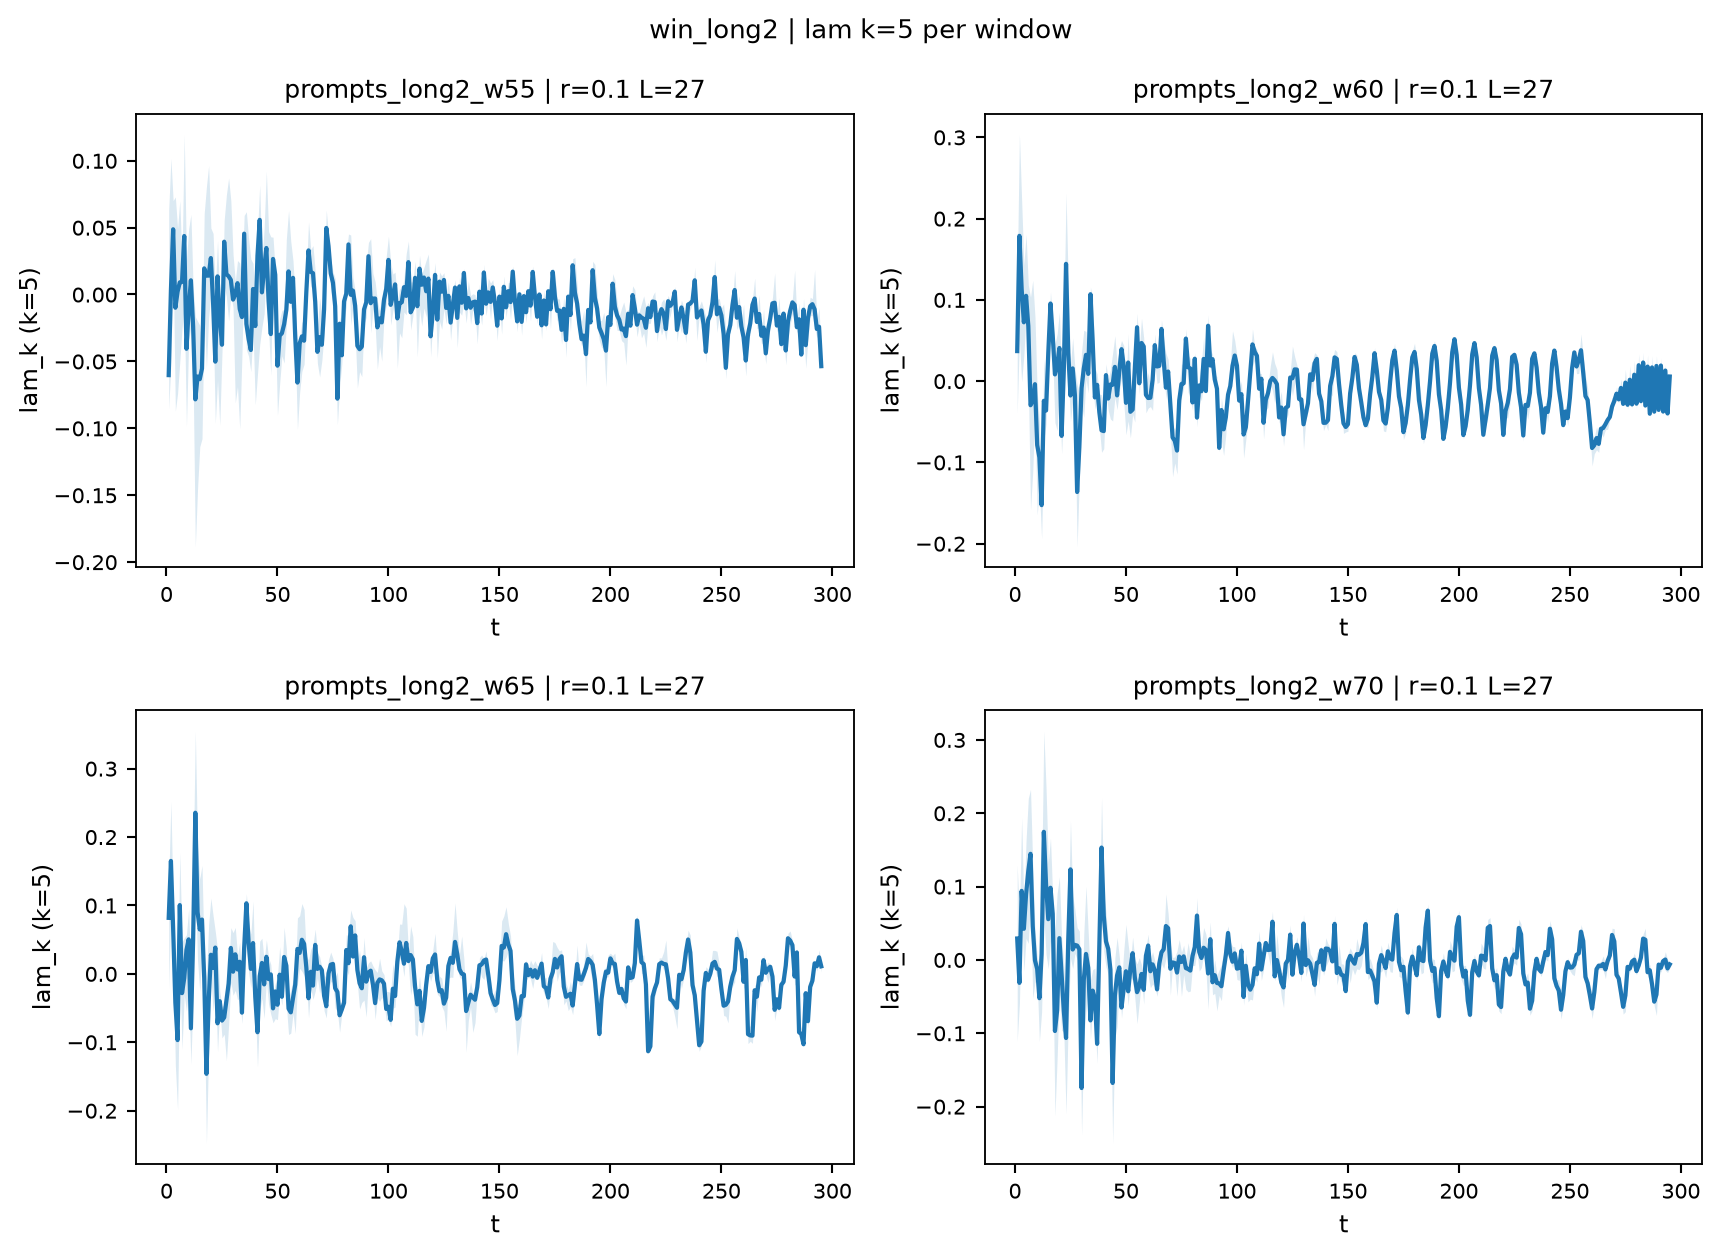 win_long2 | lam k=5 per window
prompts_long2_w55 | r=0.1 L=27
lam_k (k=5)
0.10
0.05
0.00
−0.05
−0.10
−0.15
−0.20
0 50 100 150 200 250 300
t
prompts_long2_w60 | r=0.1 L=27
lam_k (k=5)
0.3
0.2
0.1
0.0
−0.1
−0.2
0 50 100 150 200 250 300
t
prompts_long2_w65 | r=0.1 L=27
lam_k (k=5)
0.3
0.2
0.1
0.0
−0.1
−0.2
0 50 100 150 200 250 300
t
prompts_long2_w70 | r=0.1 L=27
lam_k (k=5)
0.3
0.2
0.1
0.0
−0.1
−0.2
0 50 100 150 200 250 300
t